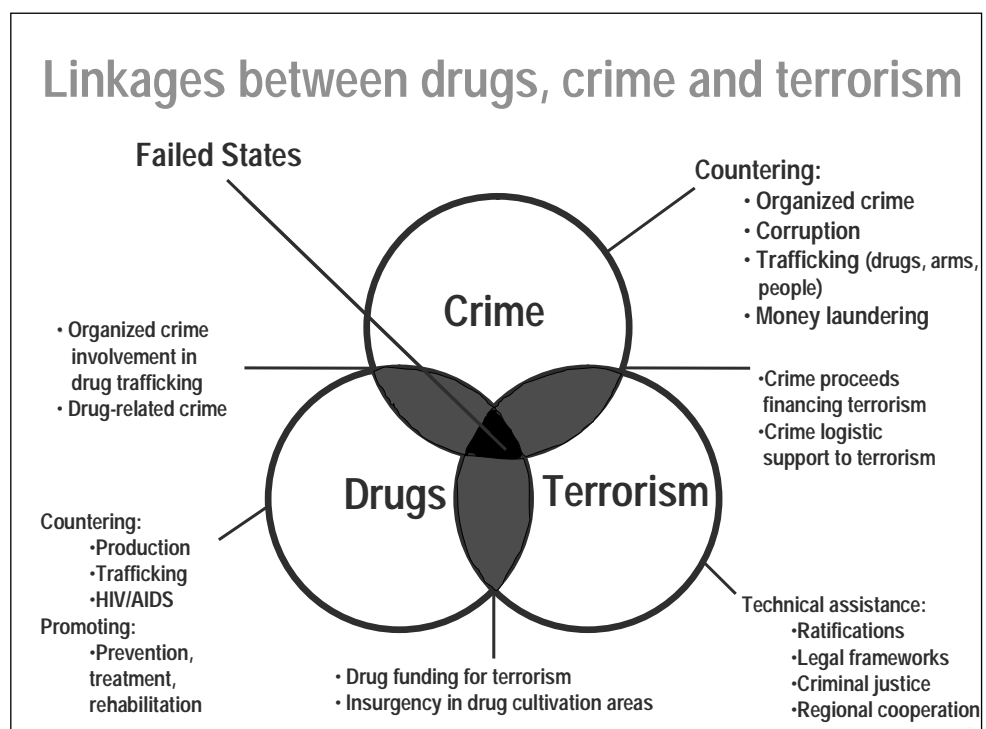 Linkages between drugs, crime and terrorism
Failed States
Countering:
• Organized crime
• Corruption
• Trafficking (drugs, arms,
people)
• Money laundering
Crime
• Organized crime
involvement in
drug trafficking
• Drug-related crime
•Crime proceeds
financing terrorism
•Crime logistic
support to terrorism
Drugs
Terrorism
Countering:
•Production
•Trafficking
•HIV/AIDS
Promoting:
•Prevention,
treatment,
rehabilitation
• Drug funding for terrorism
• Insurgency in drug cultivation areas
Technical assistance:
•Ratifications
•Legal frameworks
•Criminal justice
•Regional cooperation